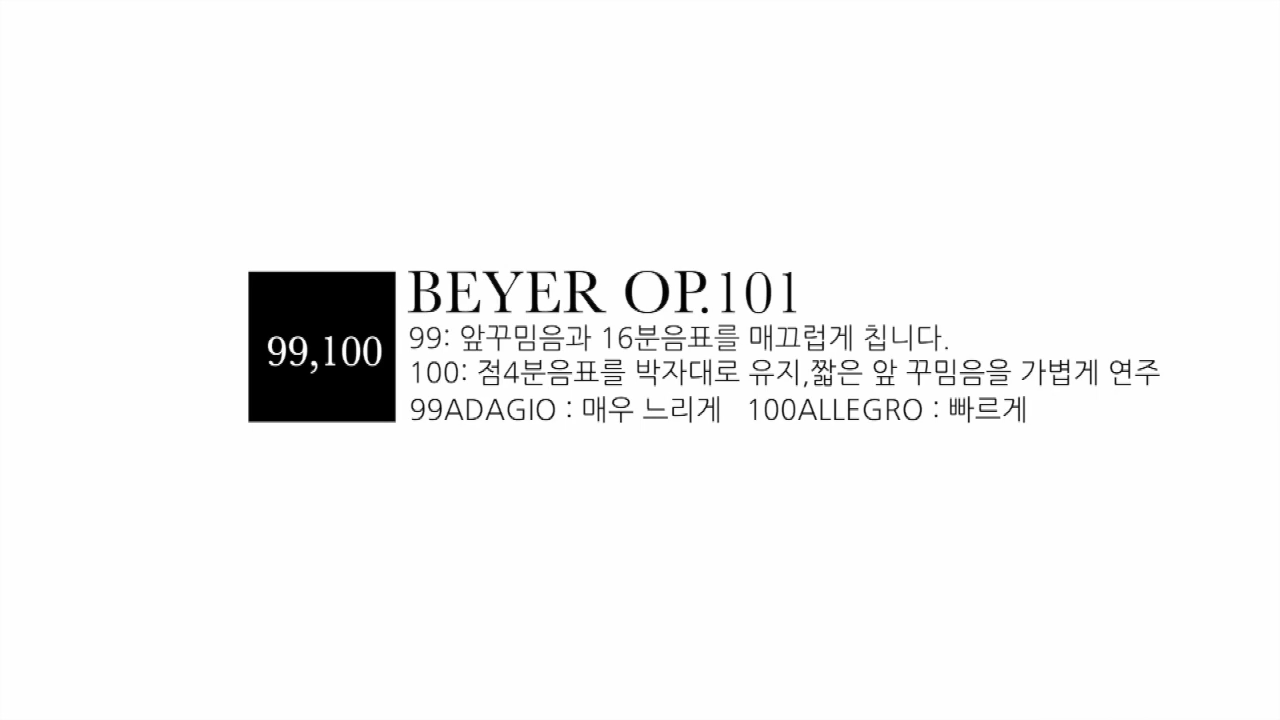 99,100
BEYER OP.101
99: 앞꾸밈음과 16분음표를 매끄럽게 칩니다.
100: 점4분음표를 박자대로 유지,짧은 앞 꾸밈음을 가볍게 연주
99ADAGIO : 매우 느리게 100ALLEGRO : 빠르게